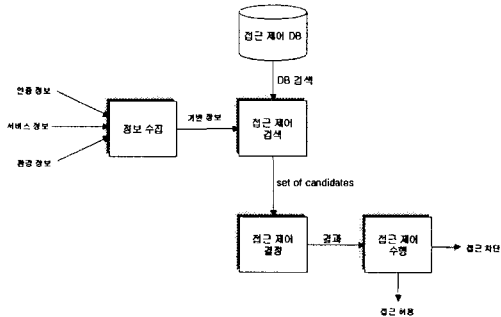 접근 제어 DB
DB 검색
인증 정보
서비스 정보
환경 정보
정보 수집
기반 정보
접근 제어
검색
set of candidates
접근 제어
결정
결과
접근 제어
수행
접근 차단
접근 허용